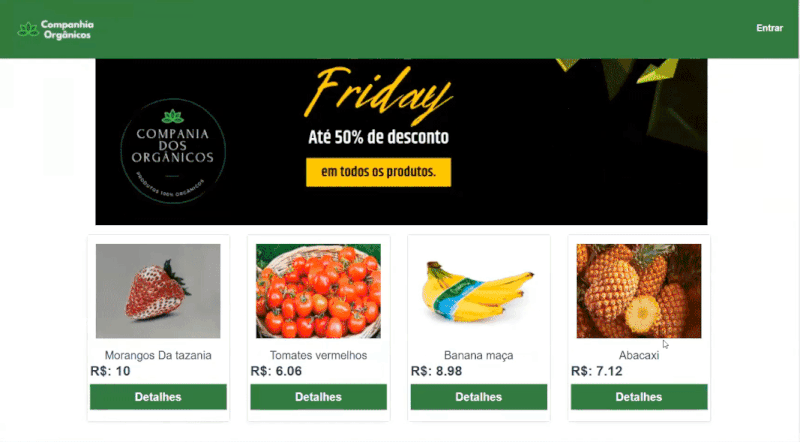 Companhia
Orgânicos
Entrar
Friday
Até 50% de desconto
em todos os produtos.
COMPANIA
DOS
ORGÂNICOS
PRODUTOS 100% ORGÂNICOS
Morangos Da tazania
R$: 10
Detalhes
Tomates vermelhos
R$: 6.06
Detalhes
Banana maça
R$: 8.98
Detalhes
Abacaxi
R$: 7.12
Detalhes